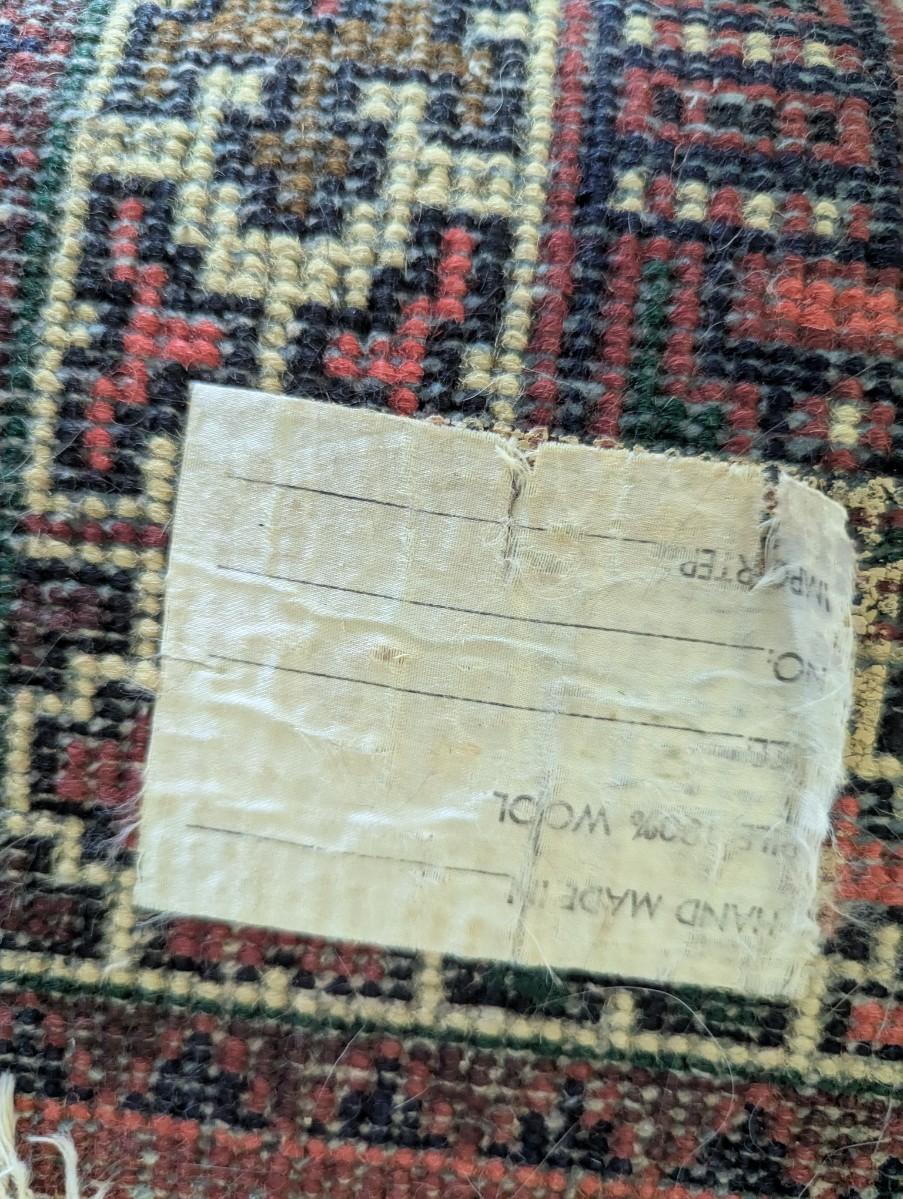 HAND MADE IN
PILE 100% WOOL
NO.
IMPORTER